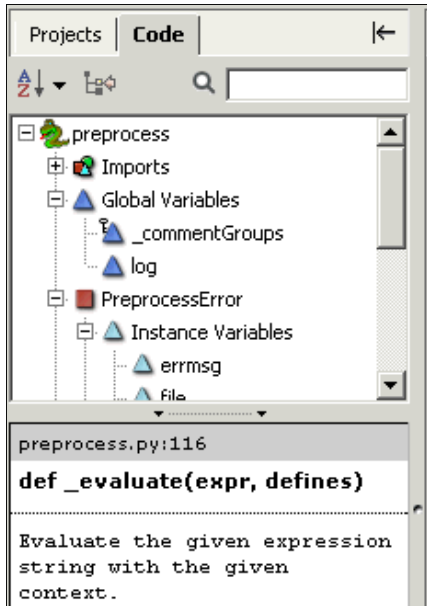 Projects Code
preprocess
Imports
Global Variables
_commentGroups
log
PreprocessError
Instance Variables
errmsg
file
preprocess.py:116
def _evaluate(expr, defines)
Evaluate the given expression
string with the given
context.